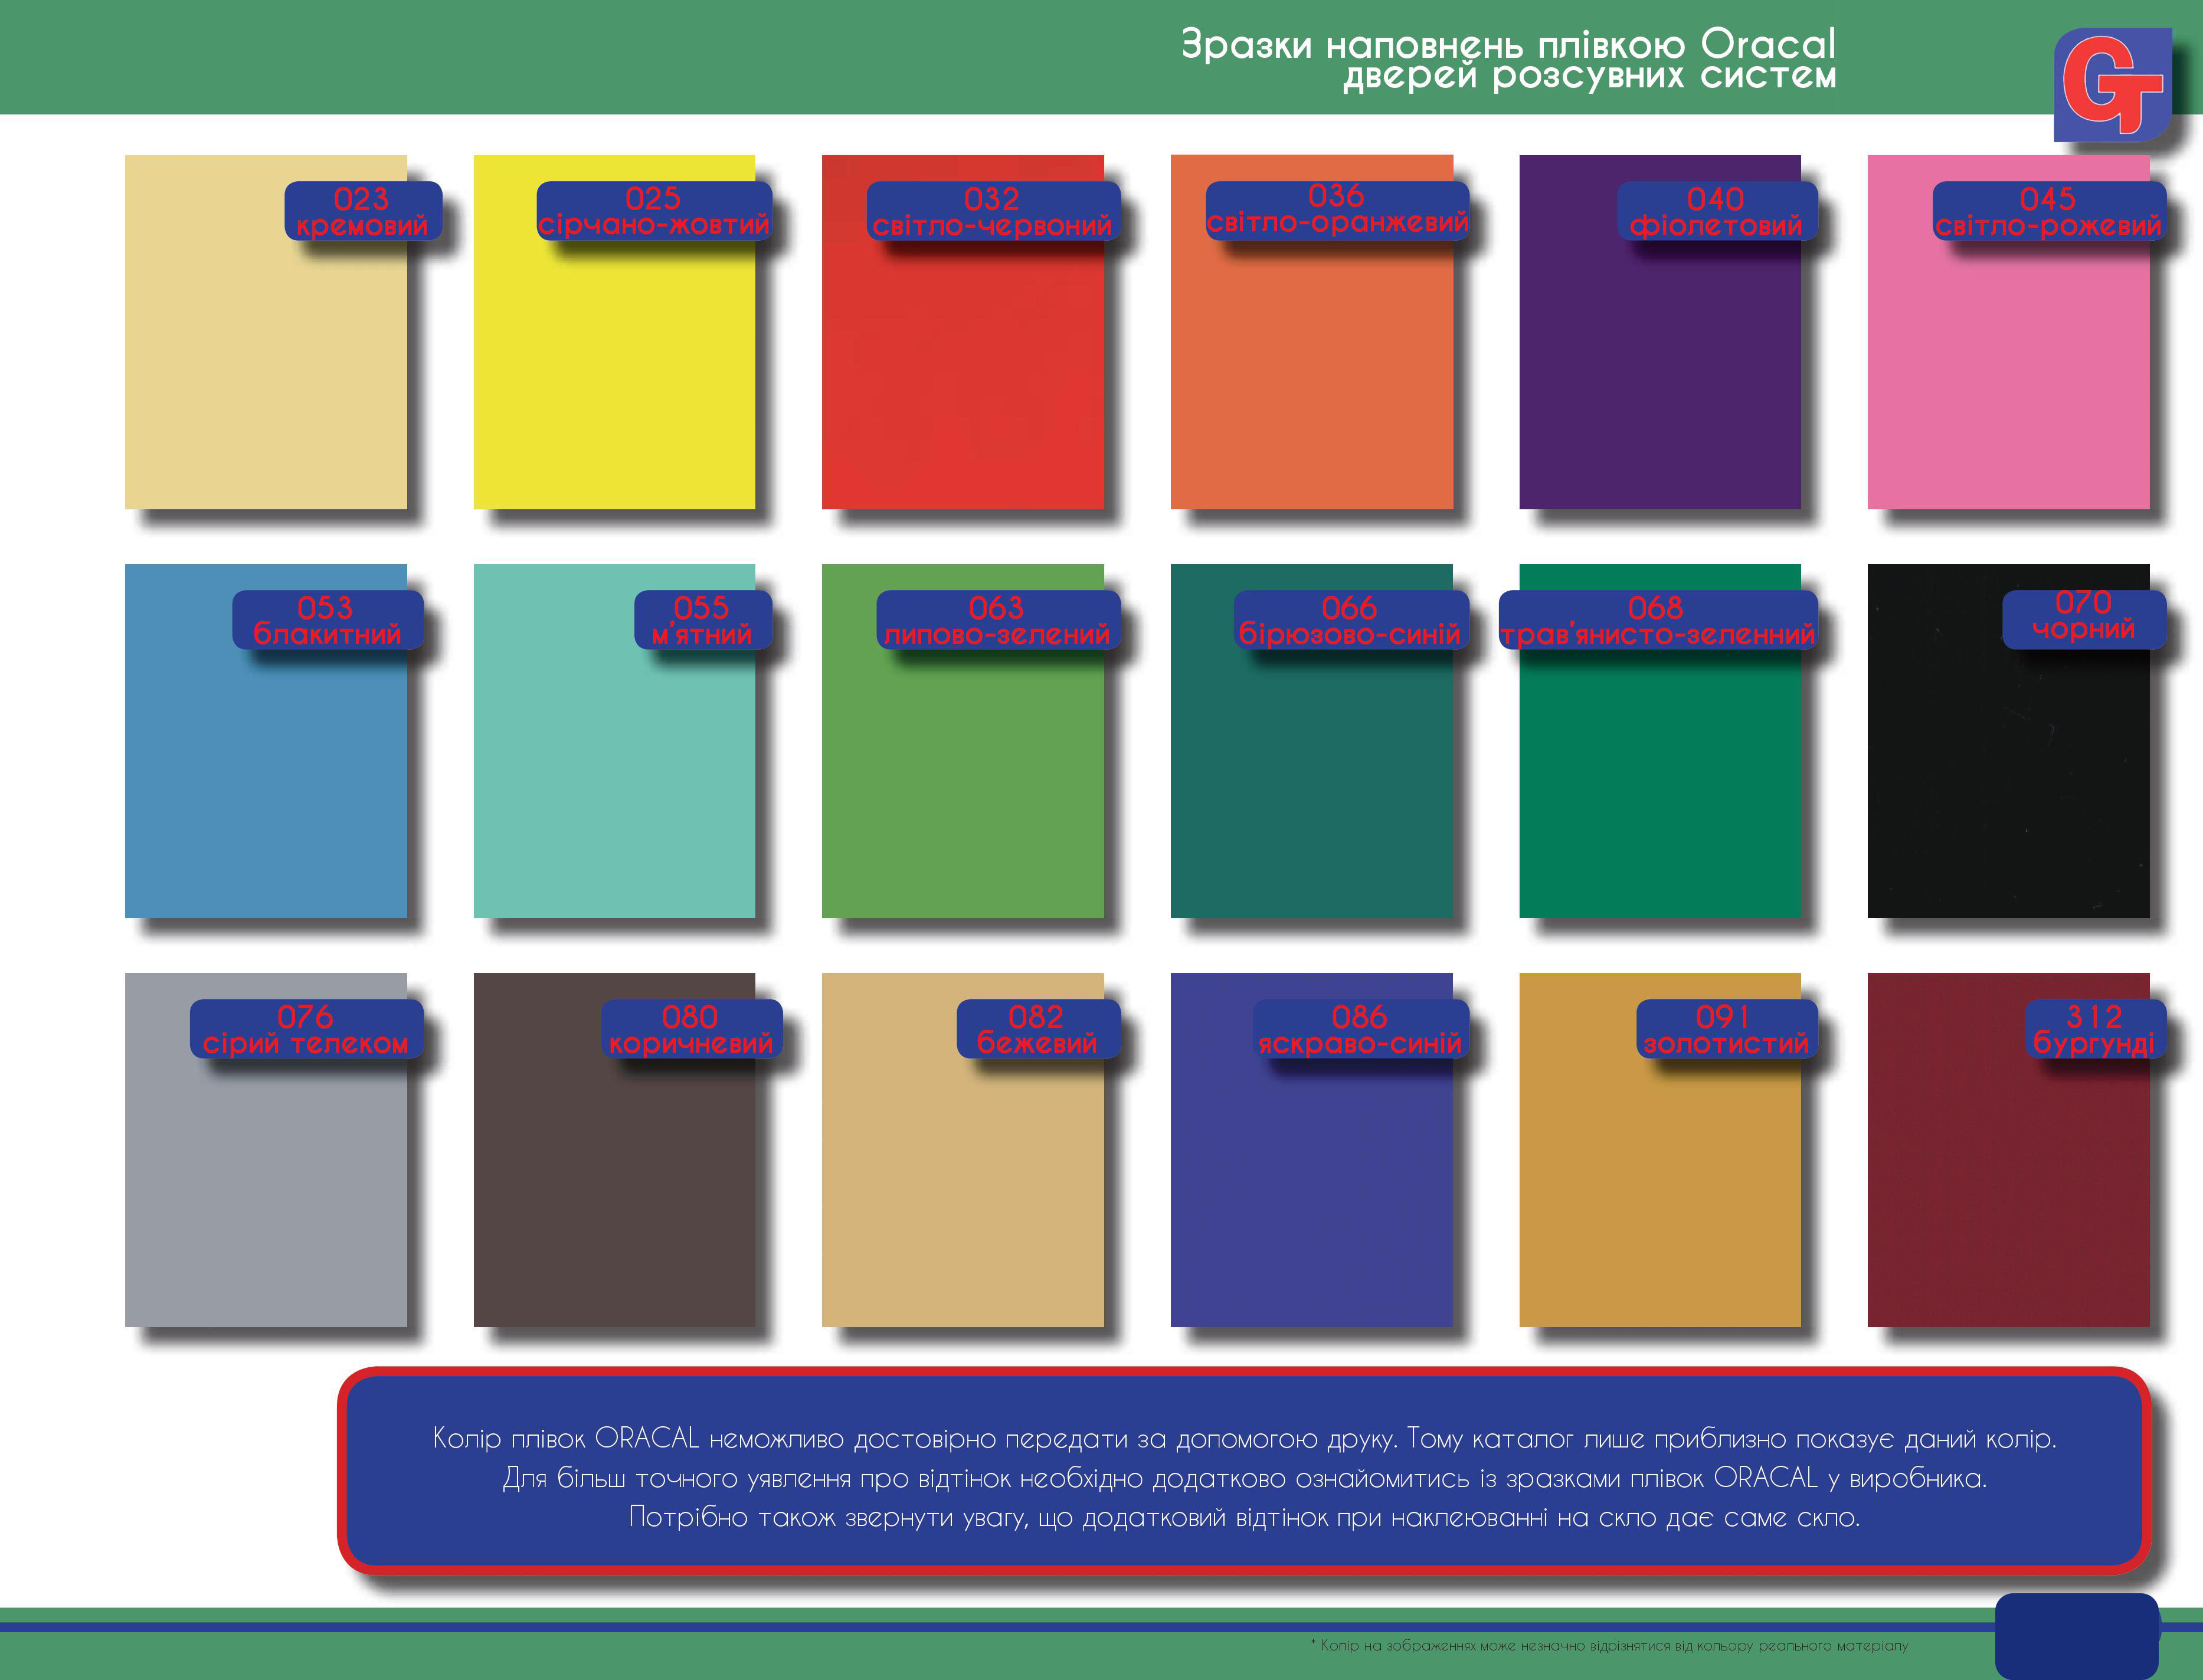 Зразки наповнень плівкою Oracal
дверей розсувних систем
GT
023
кремовий
025
сірчано-жовтий
032
світло-червоний
036
світло-оранжевий
040
фіолетовий
045
світло-рожевий
053
блакитний
055
м'ятний
063
липово-зелений
066
бірюзово-синій
068
трав'янисто-зеленний
070
чорний
076
сірий телеком
080
коричневий
082
бежевий
086
яскраво-синій
091
золотистий
312
бургунді
Колір плівок ORACAL неможливо достовірно передати за допомогою друку. Тому каталог лише приблизно показує даний колір.
Для більш точного уявлення про відтінок необхідно додатково ознайомитись із зразками плівок ORACAL у виробника.
Потрібно також звернути увагу, що додатковий відтінок при наклеюванні на скло дає саме скло.
* Колір на зображеннях може незначно відрізнятися від кольору реального матеріалу